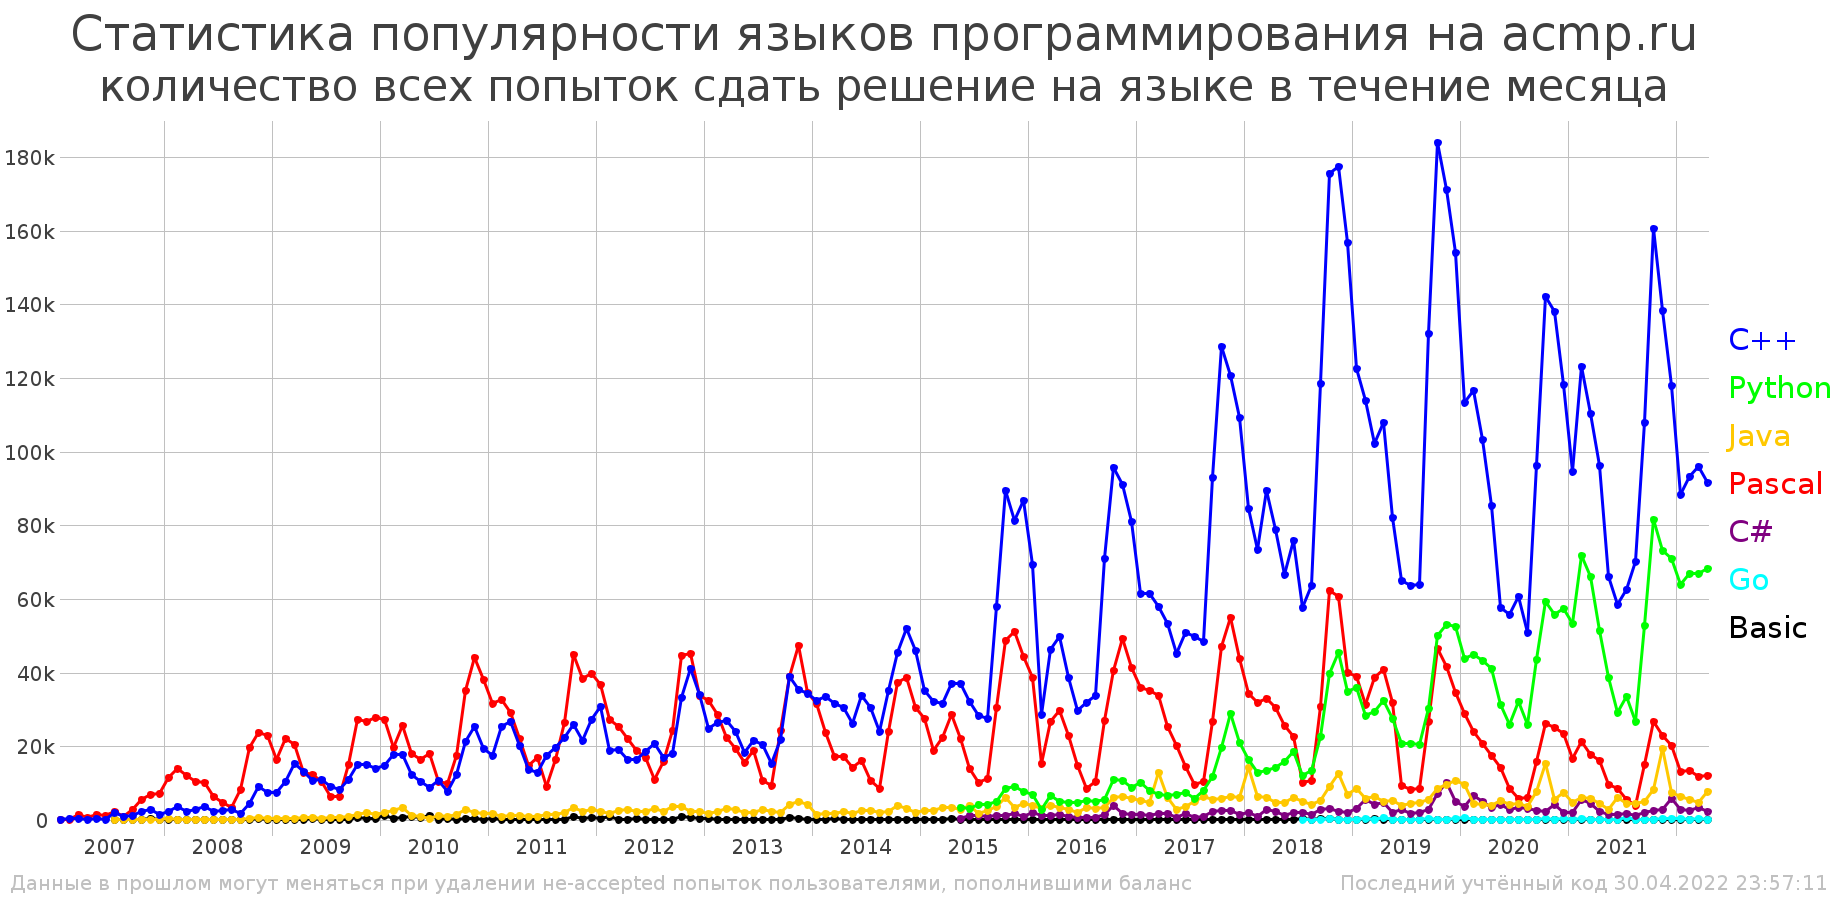 Статистика популярности языков программирования на acmp.ru
количество всех попыток сдать решение на языке в течение месяца
180k
160k
140k
120k
100k
80k
60k
40k
20k
0
C++
Python
Java
Pascal
C#
Go
Basic
2007 2008 2009 2010 2011 2012 2013 2014 2015 2016 2017 2018 2019 2020 2021
Данные в прошлом могут меняться при удалении не-accepted попыток пользователями, пополнившими баланс
Последний учтённый код 30.04.2022 23:57:11